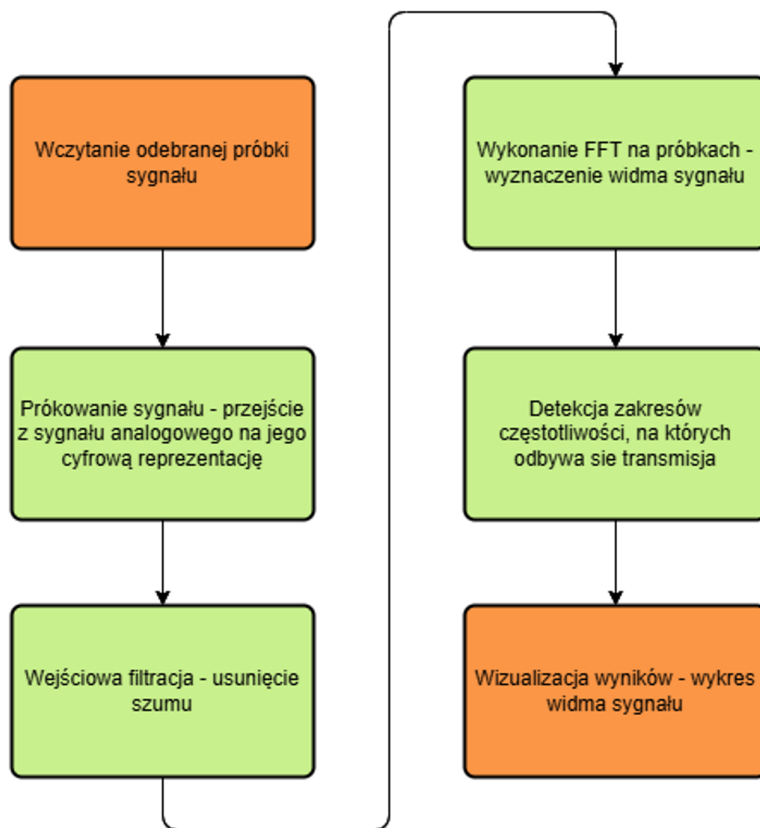 Wczytanie odebranej próbki
sygnału
Prókowanie sygnału - przejście
z sygnału analogowego na jego
cyfrową reprezentację
Wejściowa filtracja - usunięcie
szumu
Wykonanie FFT na próbkach -
wyznaczenie widma sygnału
Detekcja zakresów
częstotliwości, na których
odbywa sie transmisja
Wizualizacja wyników - wykres
widma sygnału